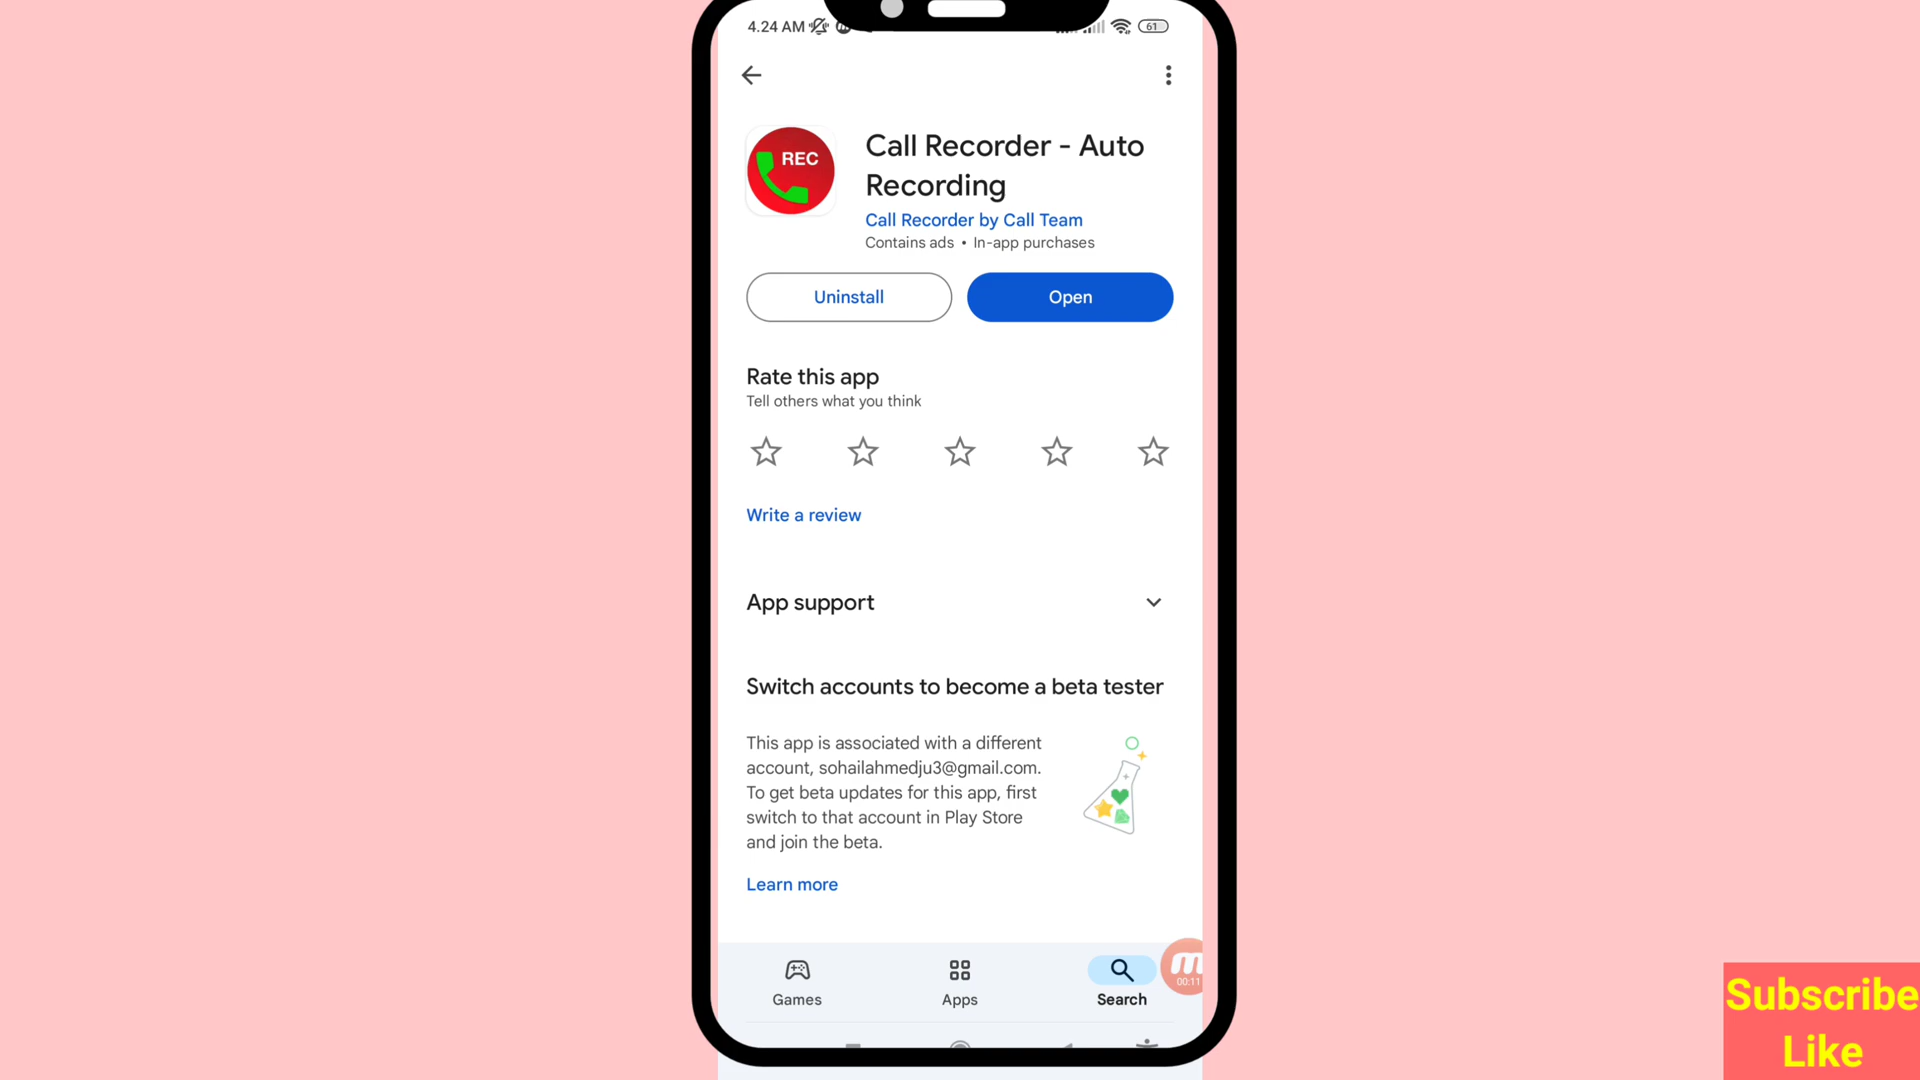 4.24 AM
61
REC
Call Recorder - Auto
Recording
Call Recorder by Call Team
Contains ads • In-app purchases
Uninstall
Open
Rate this app
Tell others what you think
Write a review
App support
Switch accounts to become a beta tester
This app is associated with a different
account, sohailahmedju3@gmail.com.
To get beta updates for this app, first
switch to that account in Play Store
and join the beta.
Learn more
00:11
Games
Apps
Search
Subscribe
Like